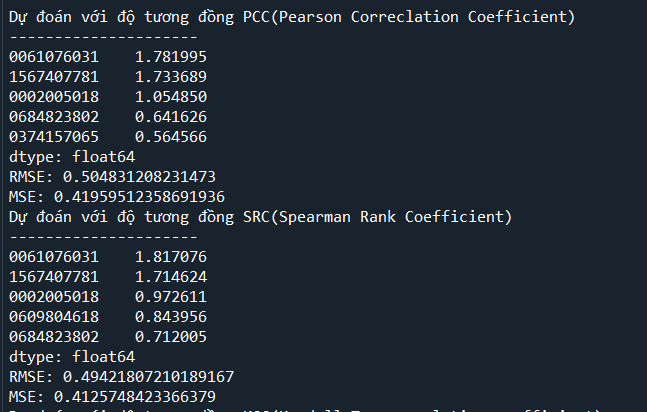 Dự đoán với độ tương đồng PCC(Pearson Correclation Coefficient)
---------------------
0061076031    1.781995
1567407781    1.733689
0002005018    1.054850
0684823802    0.641626
0374157065    0.564566
dtype: float64
RMSE: 0.504831208231473
MSE: 0.41959512358691936
Dự đoán với độ tương đồng SRC(Spearman Rank Coefficient)
---------------------
0061076031    1.817076
1567407781    1.714624
0002005018    0.972611
0609804618    0.843956
0684823802    0.712005
dtype: float64
RMSE: 0.49421807210189167
MSE: 0.4125748423366379